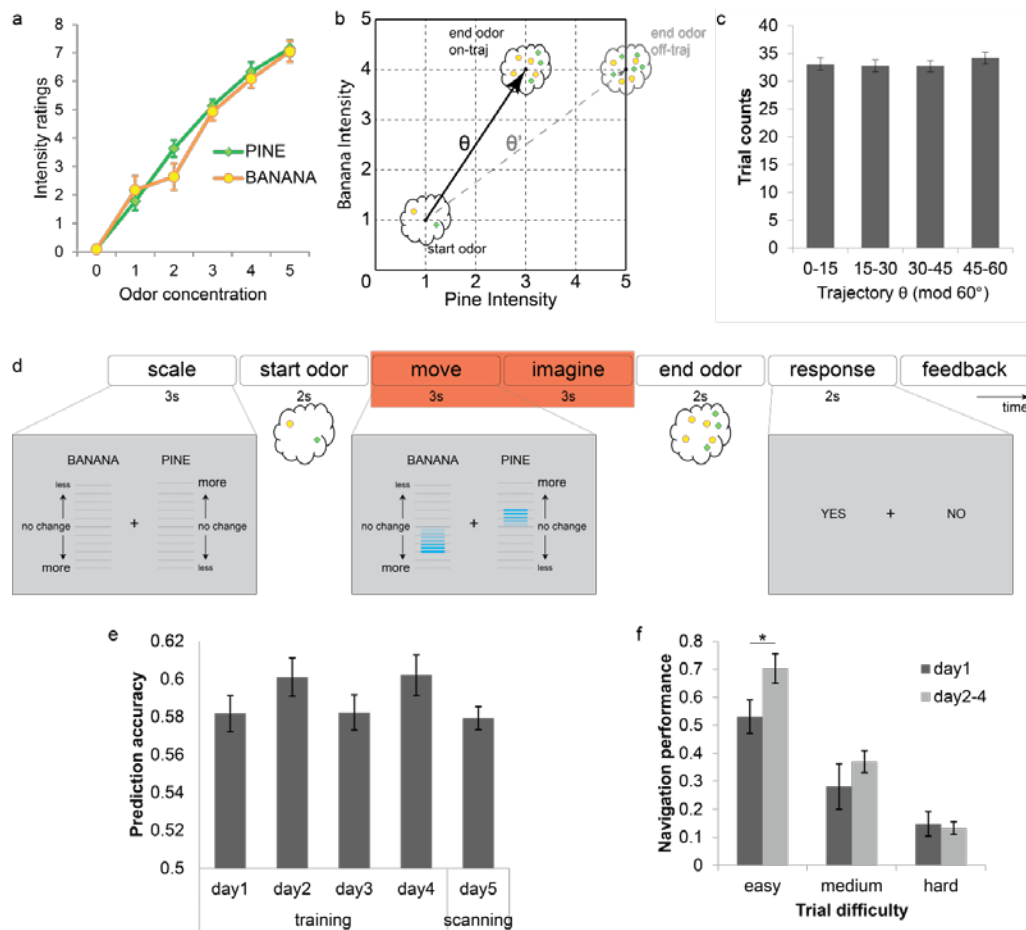 a
Intensity ratings
8
7
6
5
4
3
2
1
0
PINE
BANANA
0 1 2 3 4 5
Odor concentration
b
Banana Intensity
5
4
3
2
1
0
end odor
on-traj
end odor
off-traj
θ
θ'
start odor
1 2 3 4 5
Pine Intensity
c
Trial counts
40
35
30
25
20
15
10
5
0
0-15 15-30 30-45 45-60
Trajectory θ (mod 60°)
d
scale start odor move imagine end odor response feedback
3s 2s 3s 3s 2s 2s time
BANANA PINE
less more
no change + no change
more less
BANANA PINE
less more
no change + no change
more less
YES + NO
e
Prediction accuracy
0.62
0.6
0.58
0.56
0.54
0.52
0.5
day1 day2 day3 day4 day5
training scanning
f
Navigation performance
0.8
0.7
0.6
0.5
0.4
0.3
0.2
0.1
0
*
day1
day2-4
easy medium hard
Trial difficulty